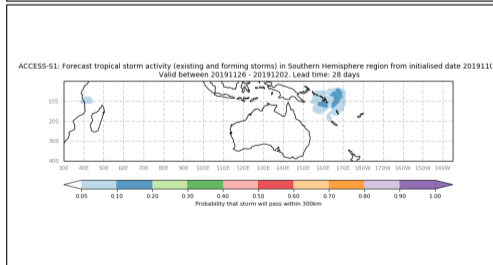 ACCESS-S1: Forecast tropical storm activity (existing and forming storms) in Southern Hemisphere region from initialised date 2019110
Valid between 20191126 - 20191202. Lead time: 28 days
10S
20S
30S
40S
30E 40E 50E 60E 70E 80E 90E 100E 110E 120E 130E 140E 150E 160E 170E 180W 170W 160W 150W 140W
0.05 0.10 0.20 0.30 0.40 0.50 0.60 0.70 0.80 0.90 1.00
Probability that storm will pass within 300km